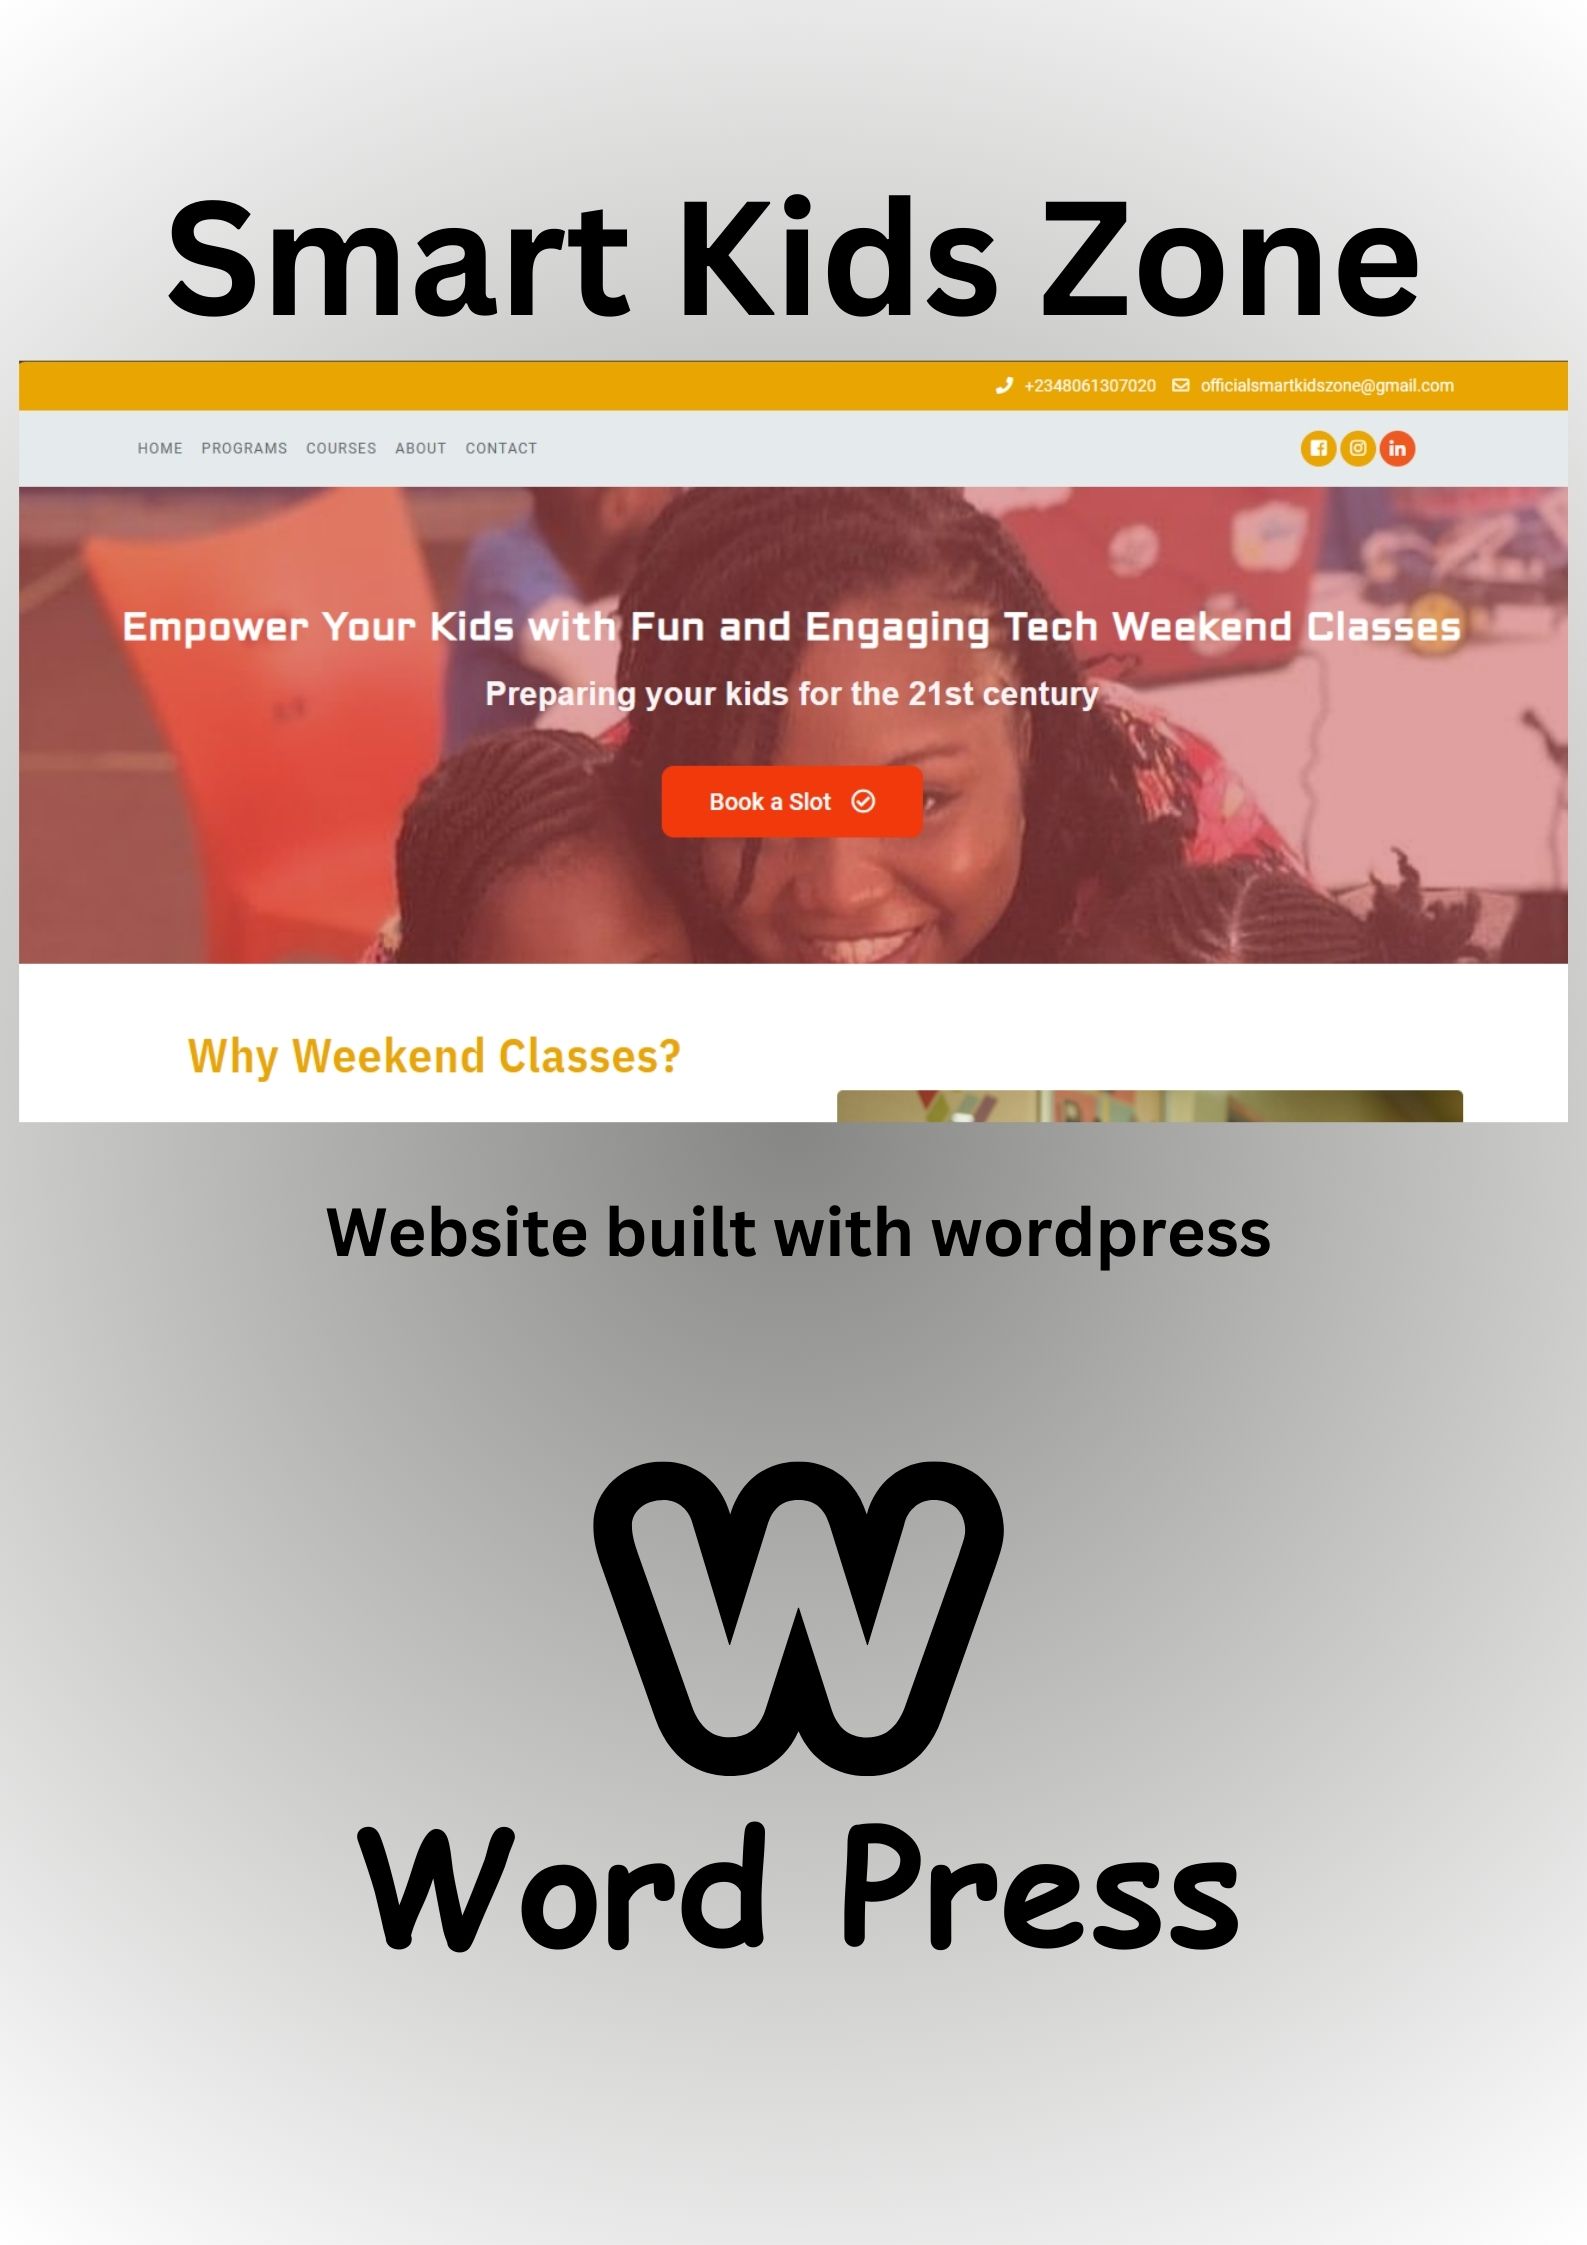 Smart Kids Zone
+2348061307020 officialsmartkidszone@gmail.com
HOME PROGRAMS COURSES ABOUT CONTACT
Empower Your Kids with Fun and Engaging Tech Weekend Classes
Preparing your kids for the 21st century
Book a Slot
Why Weekend Classes?
Website built with wordpress
W
Word Press